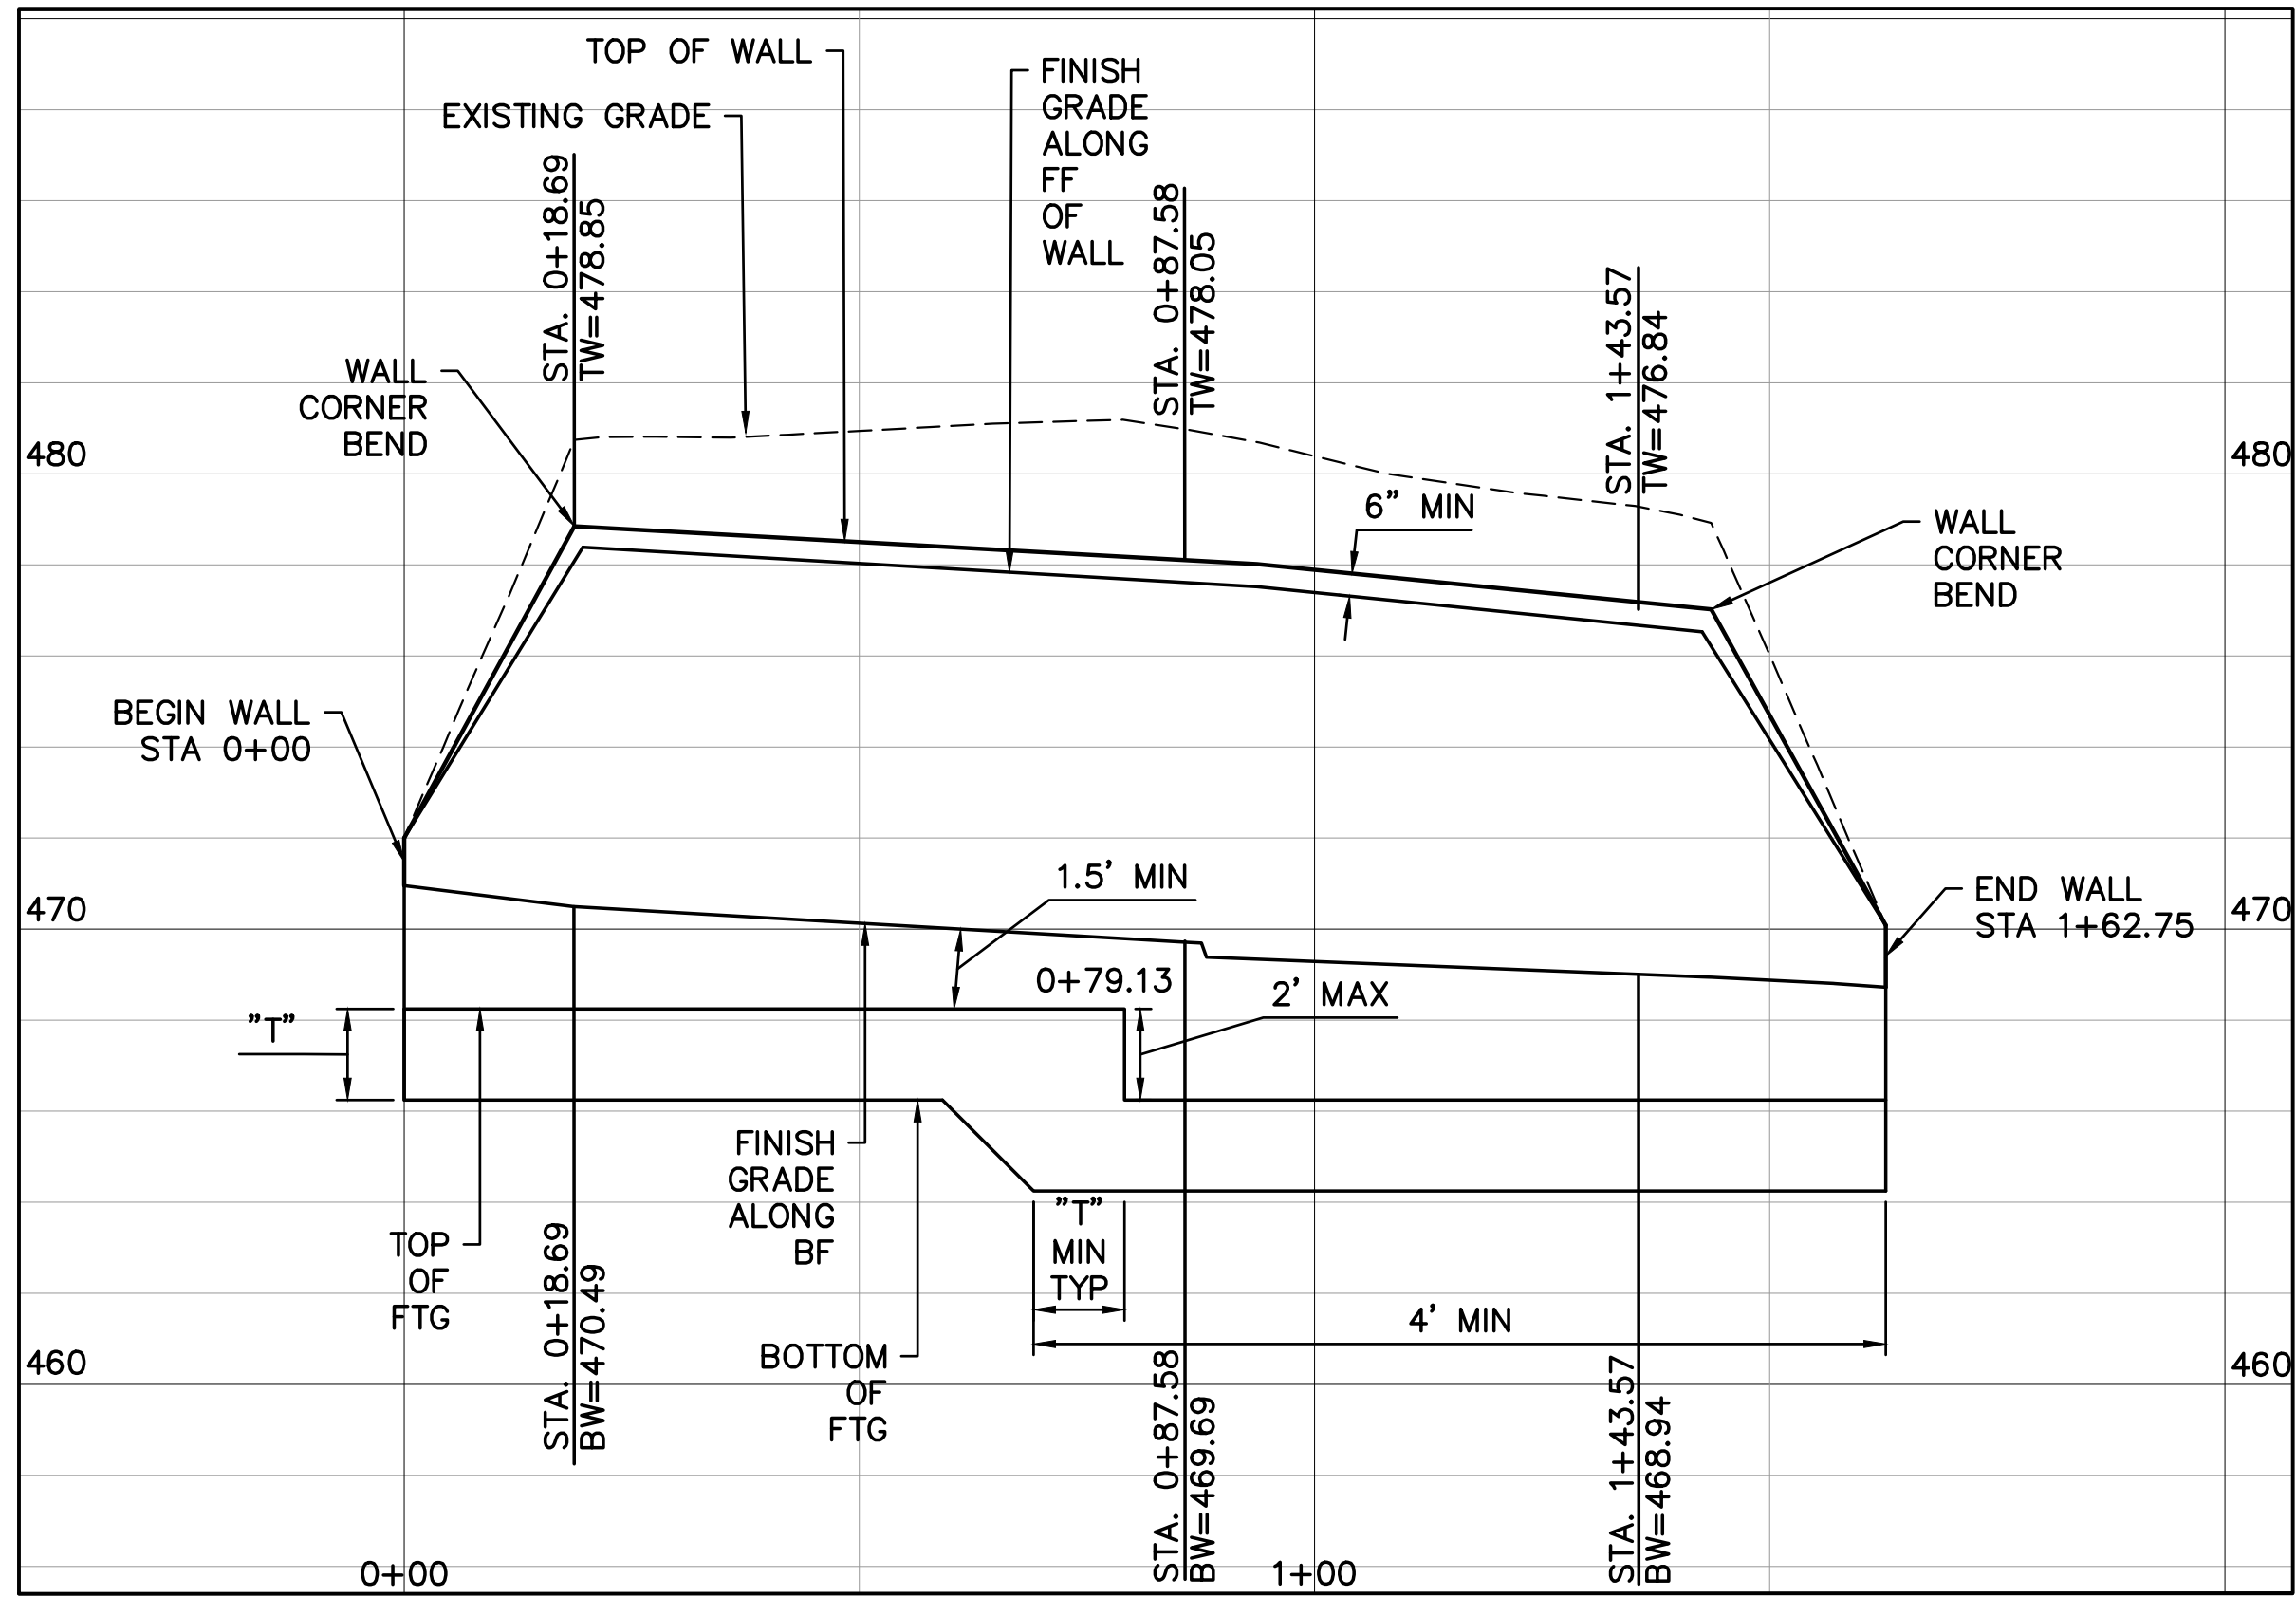 TOP OF WALL
EXISTING GRADE
FINISH
GRADE
ALONG
FF
OF
WALL
STA. 0+18.69
TW=478.85
STA. 0+87.58
TW=478.05
STA. 1+43.57
TW=476.84
WALL
CORNER
BEND
480
480
6” MIN
WALL
CORNER
BEND
BEGIN WALL
STA 0+00
1.5’ MIN
470
470
END WALL
STA 1+62.75
0+79.13
2’ MAX
”T”
FINISH
GRADE
ALONG
BF
TOP
OF
FTG
”T”
MIN
TYP
4’ MIN
BOTTOM
OF
FTG
460
460
STA. 0+18.69
BW=470.49
STA. 0+87.58
BW=469.69
STA. 1+43.57
BW=468.94
0+00
1+00